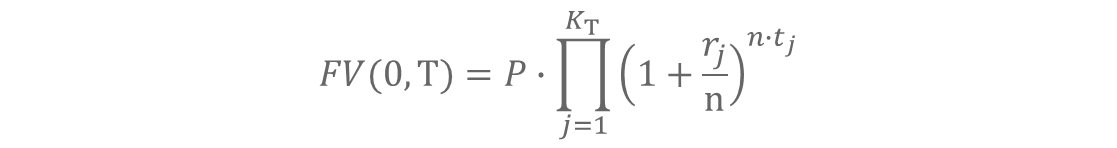 FV(0,T) = P · ∏_{j=1}^{K_T} (1 + r_j/n)^{n·t_j}